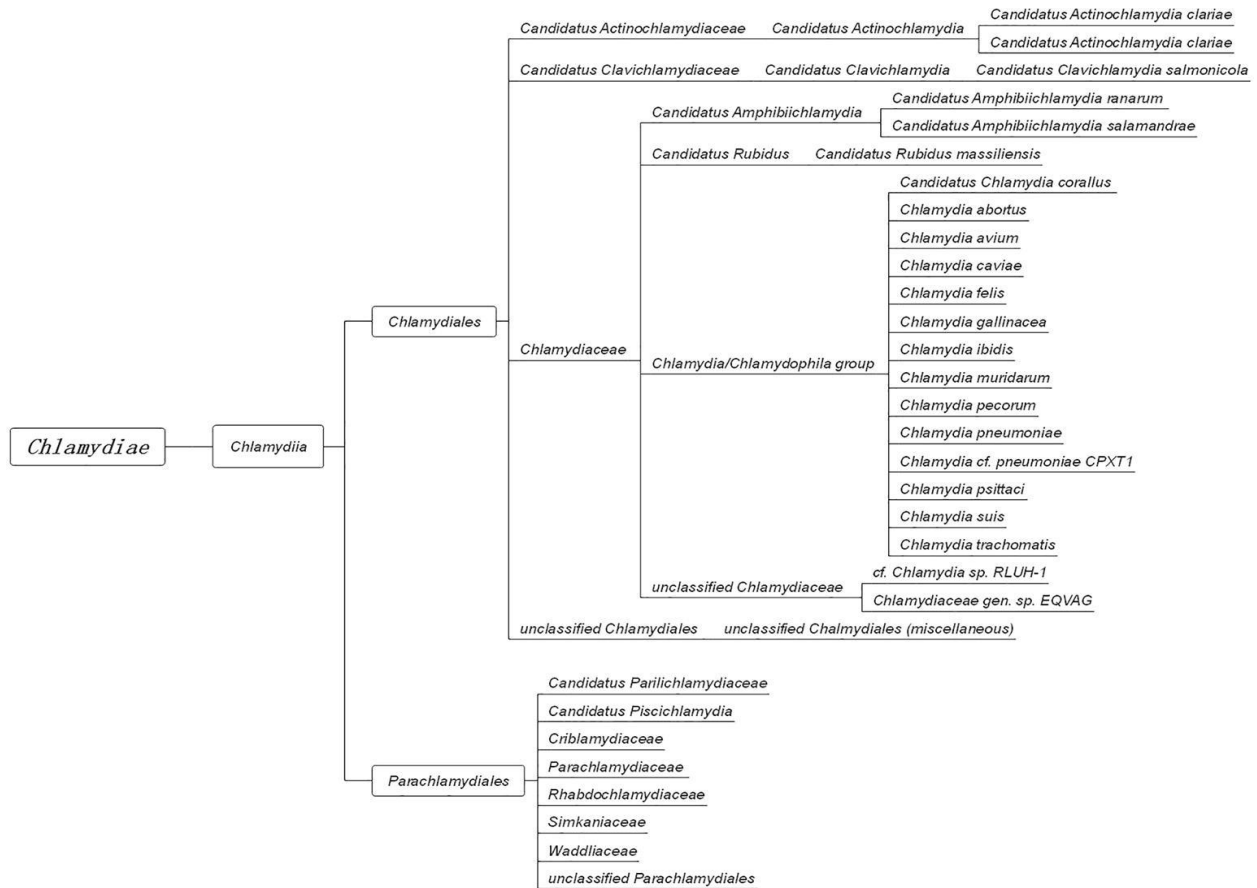 Chlamydiae
Chlamydiia
Chlamydiales
Candidatus Actinochlamydiaceae
Candidatus Actinochlamydia
Candidatus Actinochlamydia clariae
Candidatus Actinochlamydia clariae
Candidatus Clavichlamydiaceae
Candidatus Clavichlamydia
Candidatus Clavichlamydia salmonicola
Chlamydiaceae
Candidatus Amphibiichlamydia
Candidatus Amphibiichlamydia ranarum
Candidatus Amphibiichlamydia salamandrae
Candidatus Rubidus
Candidatus Rubidus massiliensis
Chlamydia/Chlamydophila group
Candidatus Chlamydia corallus
Chlamydia abortus
Chlamydia avium
Chlamydia caviae
Chlamydia felis
Chlamydia gallinacea
Chlamydia ibidis
Chlamydia muridarum
Chlamydia pecorum
Chlamydia pneumoniae
Chlamydia cf. pneumoniae CPXT1
Chlamydia psittaci
Chlamydia suis
Chlamydia trachomatis
unclassified Chlamydiaceae
cf. Chlamydia sp. RLUH-1
Chlamydiaceae gen. sp. EQVAG
unclassified Chlamydiales
unclassified Chalmydiales (miscellaneous)
Parachlamydiales
Candidatus Parilichlamydiaceae
Candidatus Piscichlamydia
Criblamydiaceae
Parachlamydiaceae
Rhabdochlamydiaceae
Simkaniaceae
Waddliaceae
unclassified Parachlamydiales